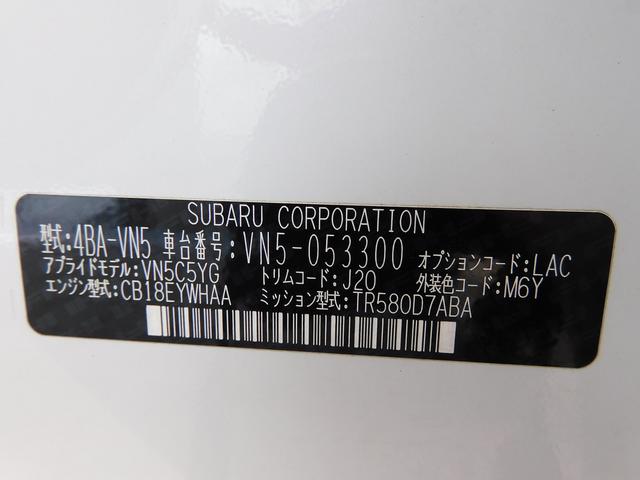 SUBARU CORPORATION
型式:4BA-VN5 車台番号:VN5-053300 オプションコード:LAC
アプライドモデル:VN5C5YG トリムコード:J20 外装色コード:M6Y
エンジン型式:CB18EYWHAA ミッション型式:TR580D7ABA